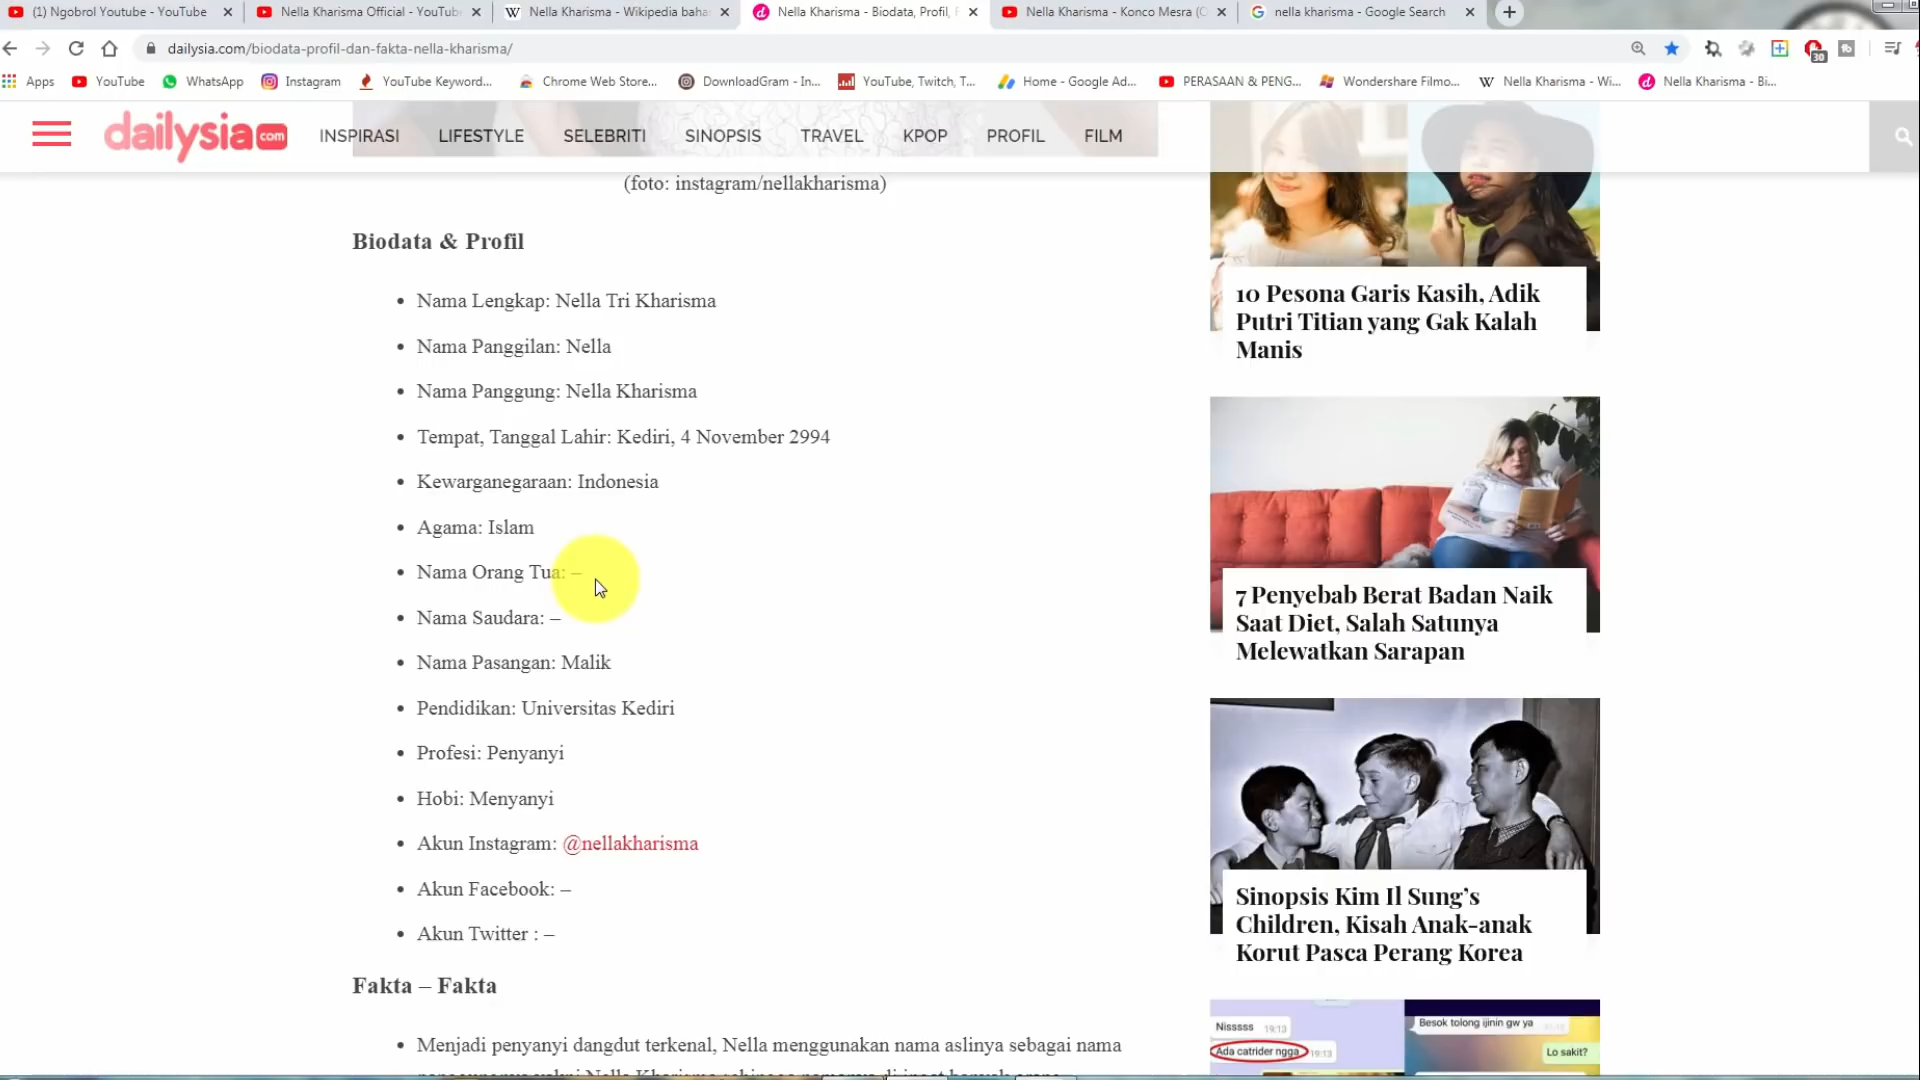 (1) Ngobrol Youtube - YouTube
Nella Kharisma Official - YouTub
Nella Kharisma - Wikipedia baha
Nella Kharisma - Biodata, Profil,
Nella Kharisma - Konco Mesra (
nella kharisma - Google Search
dailysia.com/biodata-profil-dan-fakta-nella-kharisma/
30
Apps
YouTube
WhatsApp
Instagram
YouTube Keyword...
Chrome Web Store...
DownloadGram - In...
YouTube, Twitch, T...
Home - Google Ad...
PERASAAN & PENG...
Wondershare Filmo...
Nella Kharisma - Wi...
Nella Kharisma - Bi...
dailysia.com
INSPIRASI
LIFESTYLE
SELEBRITI
SINOPSIS
TRAVEL
KPOP
PROFIL
FILM
(foto: instagram/nellakharisma)
Biodata & Profil
• Nama Lengkap: Nella Tri Kharisma
• Nama Panggilan: Nella
• Nama Panggung: Nella Kharisma
• Tempat, Tanggal Lahir: Kediri, 4 November 2994
• Kewarganegaraan: Indonesia
• Agama: Islam
• Nama Orang Tua: –
• Nama Saudara: –
• Nama Pasangan: Malik
• Pendidikan: Universitas Kediri
• Profesi: Penyanyi
• Hobi: Menyanyi
• Akun Instagram: @nellakharisma
• Akun Facebook: –
• Akun Twitter : –
Fakta – Fakta
• Menjadi penyanyi dangdut terkenal, Nella menggunakan nama aslinya sebagai nama
10 Pesona Garis Kasih, Adik
Putri Titian yang Gak Kalah
Manis
7 Penyebab Berat Badan Naik
Saat Diet, Salah Satunya
Melewatkan Sarapan
Sinopsis Kim Il Sung's
Children, Kisah Anak-anak
Korut Pasca Perang Korea
Nisssss 19:13
Ada catrider ngga 19:13
Besok tolong ijinin gw ya
Lo sakit?